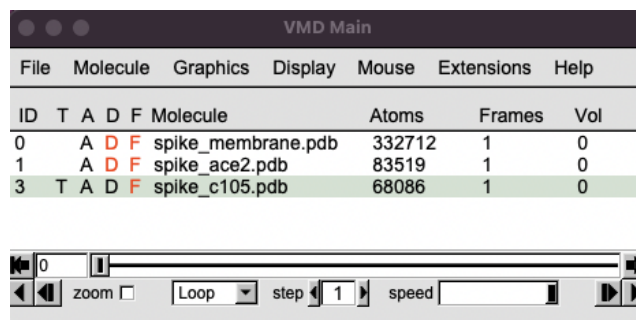 VMD Main
File Molecule Graphics Display Mouse Extensions Help
ID T A D F Molecule Atoms Frames Vol
0 A D F spike_membrane.pdb 332712 1 0
1 A D F spike_ace2.pdb 83519 1 0
3 T A D F spike_c105.pdb 68086 1 0
0
zoom Loop step 1 speed